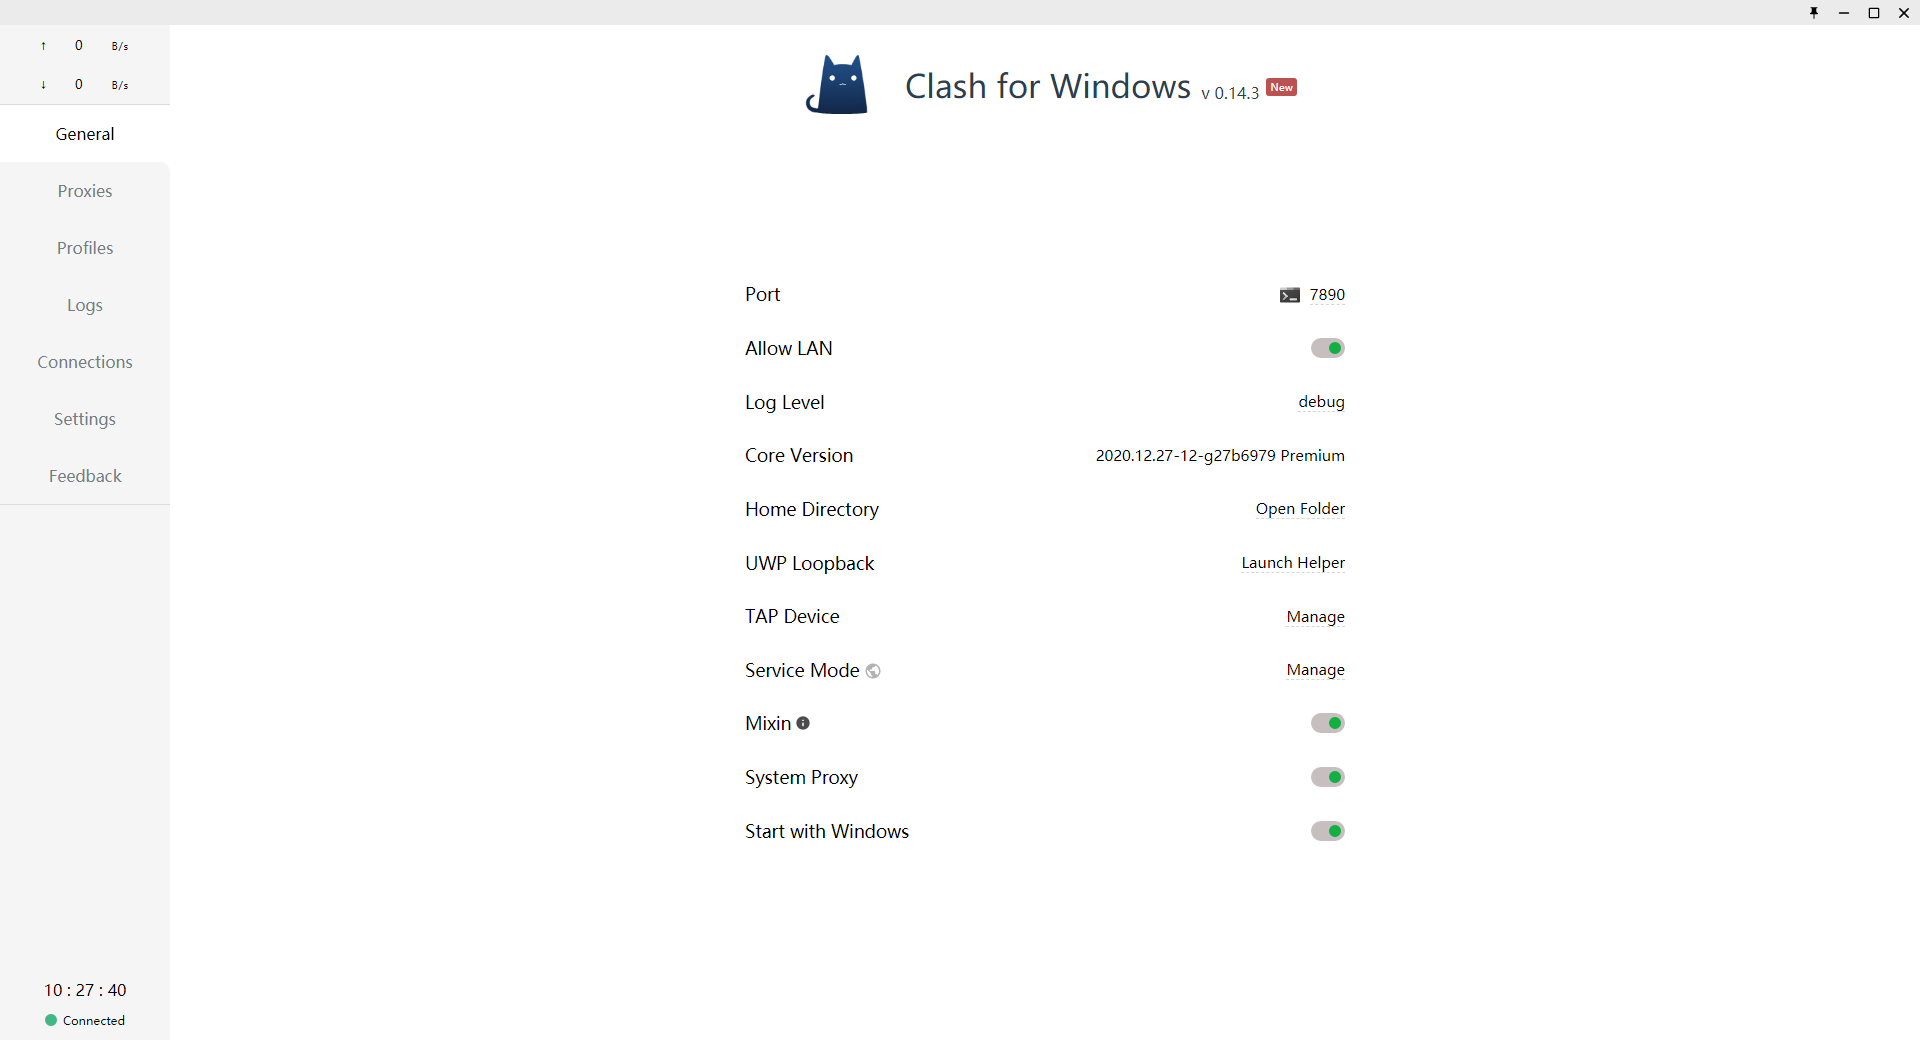 ↑ 0 B/s
↓ 0 B/s
General
Proxies
Profiles
Logs
Connections
Settings
Feedback
10 : 27 : 40
Connected
Clash for Windows v 0.14.3 New
Port 7890
Allow LAN
Log Level debug
Core Version 2020.12.27-12-g27b6979 Premium
Home Directory Open Folder
UWP Loopback Launch Helper
TAP Device Manage
Service Mode Manage
Mixin
System Proxy
Start with Windows